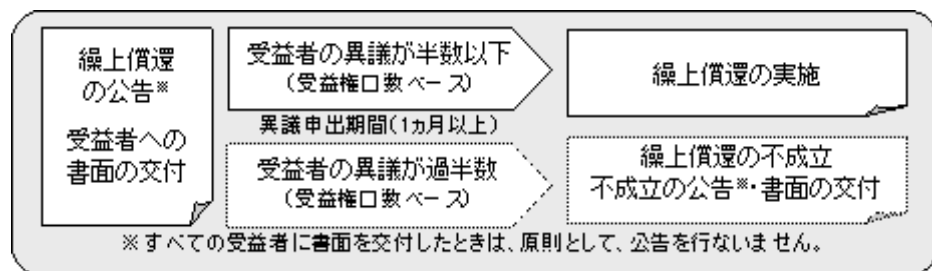 繰上償還
の公告※
受益者への
書面の交付
受益者の異議が半数以下
(受益権口数ベース)
異議申出期間(1ヵ月以上)
受益者の異議が過半数
(受益権口数ベース)
繰上償還の実施
繰上償還の不成立
不成立の公告※・書面の交付
※すべての受益者に書面を交付したときは、原則として、公告を行ないません。